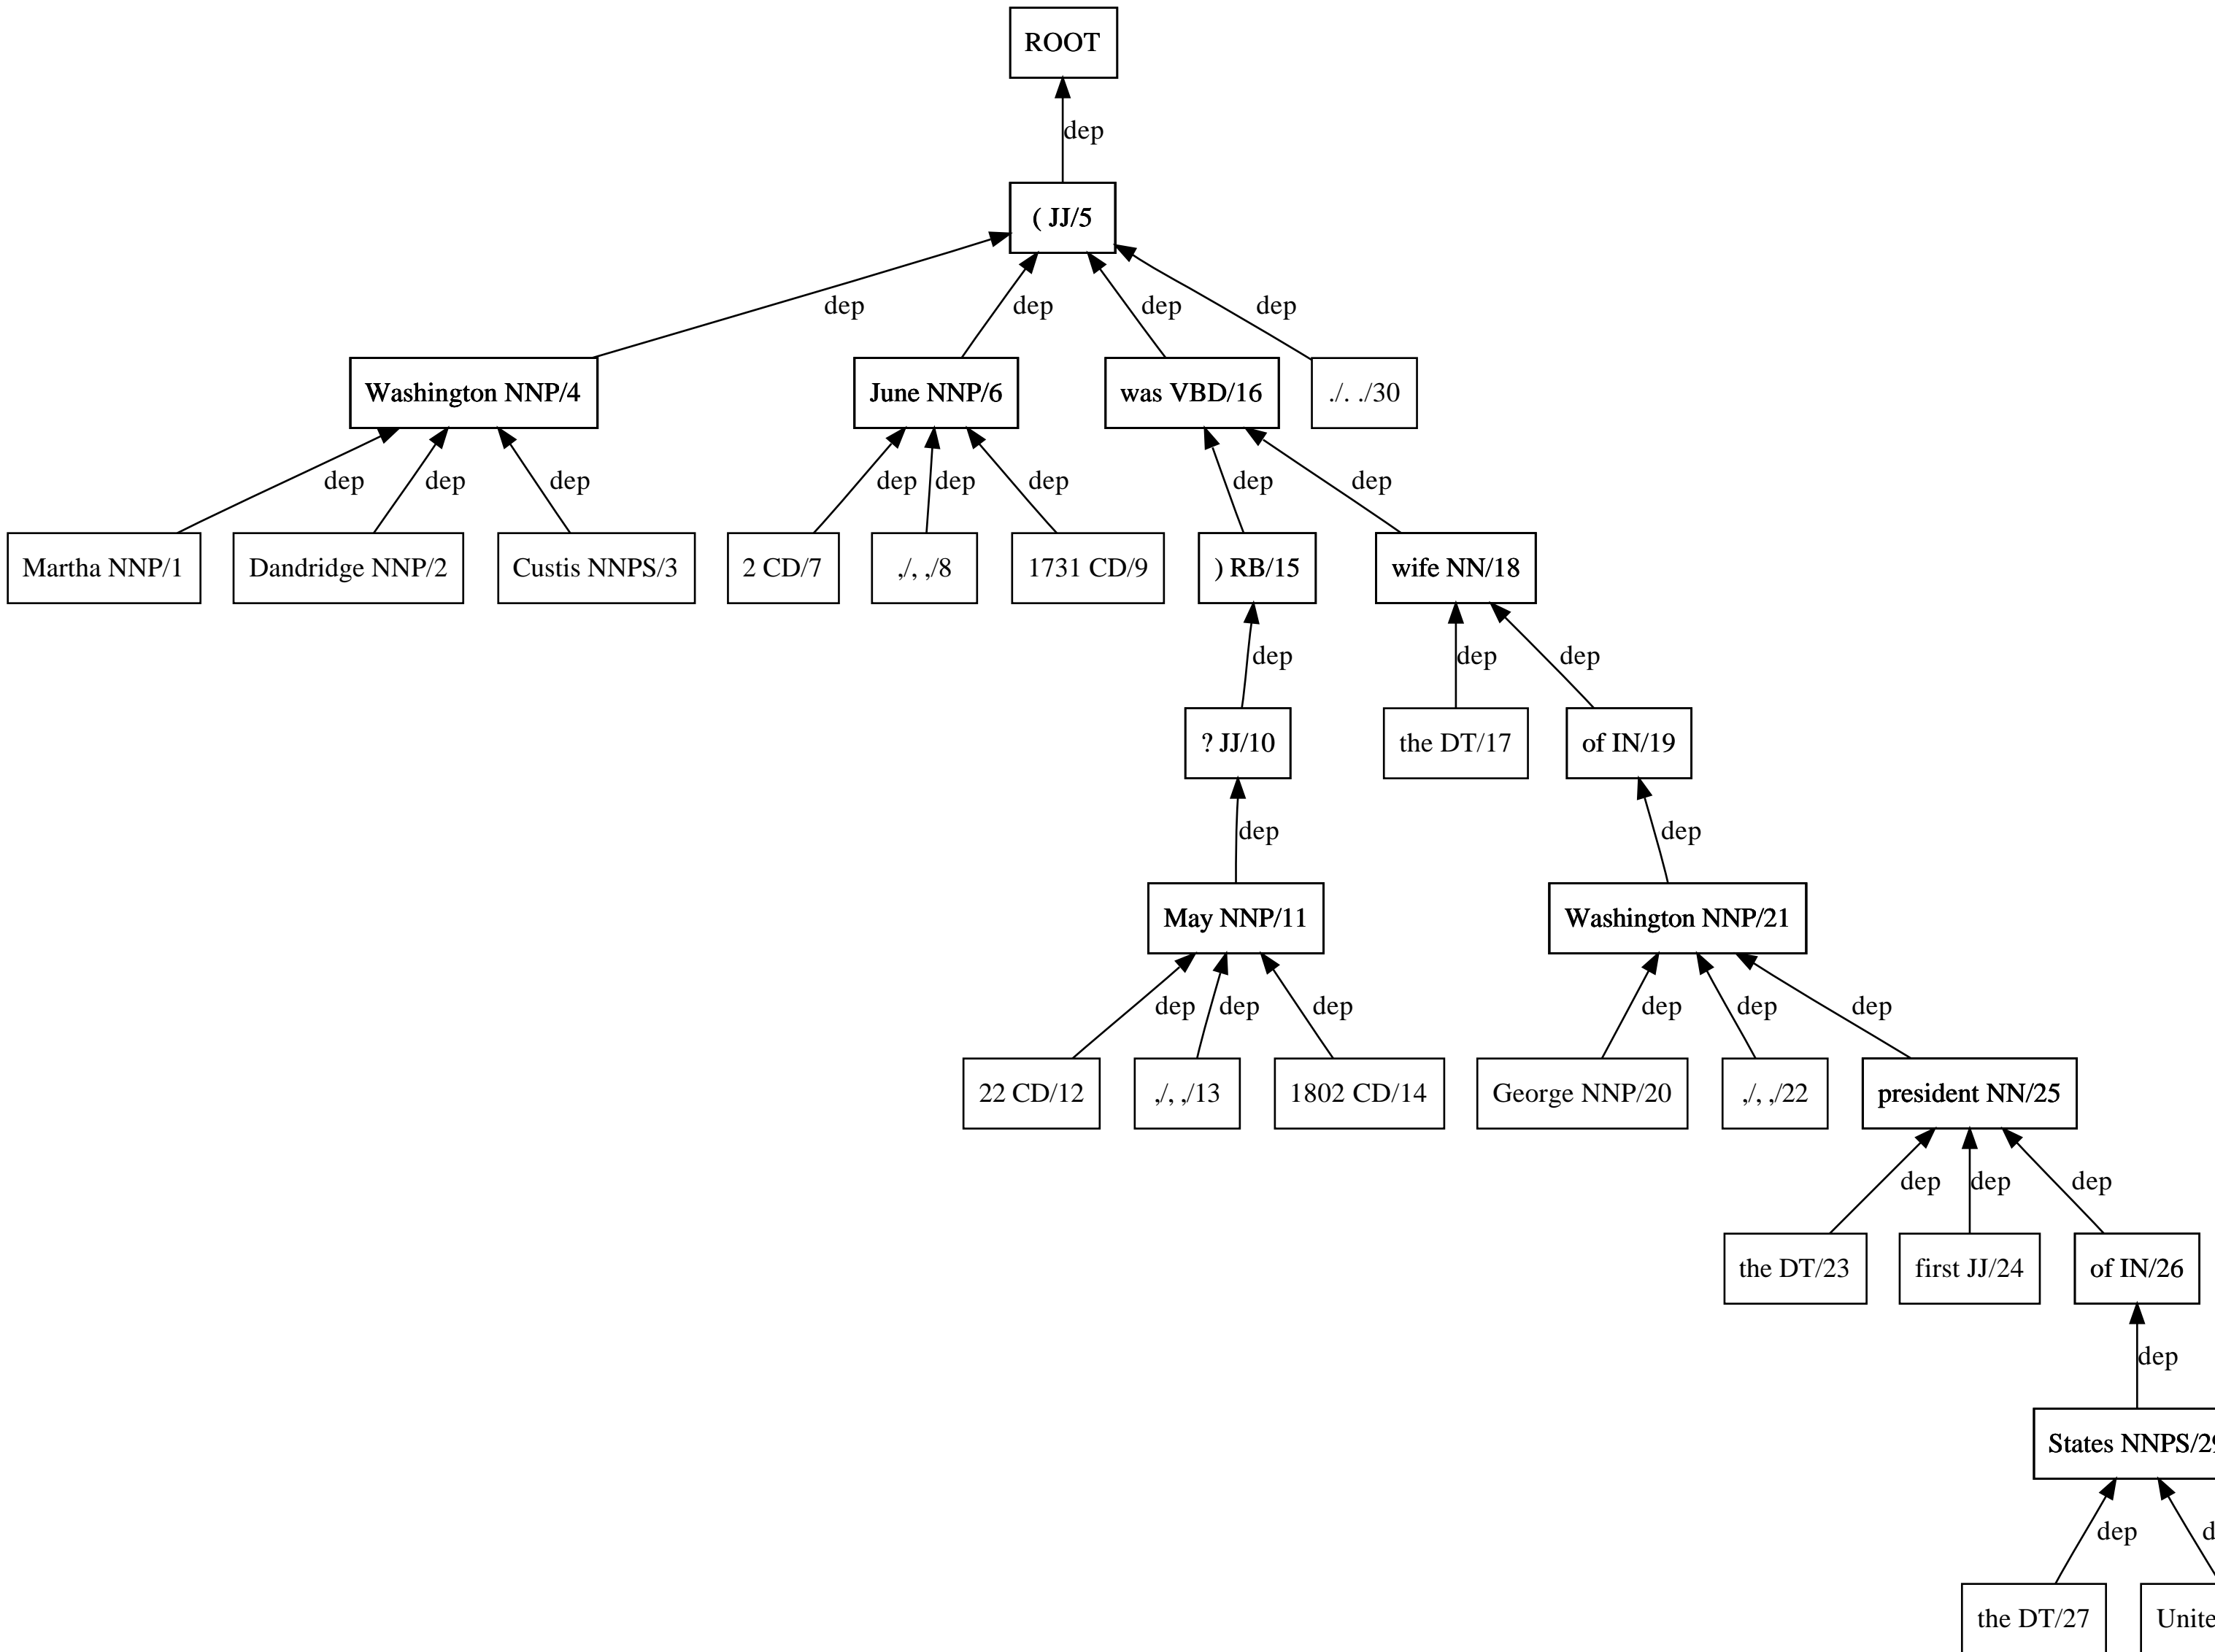 ROOT
dep
( JJ/5
dep dep dep dep
Washington NNP/4 June NNP/6 was VBD/16 ./. ./30
dep dep dep dep dep dep dep dep
Martha NNP/1 Dandridge NNP/2 Custis NNPS/3 2 CD/7 ,/, ,/8 1731 CD/9 ) RB/15 wife NN/18
dep dep dep
? JJ/10 the DT/17 of IN/19
dep dep
May NNP/11 Washington NNP/21
dep dep dep dep dep dep
22 CD/12 ,/, ,/13 1802 CD/14 George NNP/20 ,/, ,/22 president NN/25
dep dep dep
the DT/23 first JJ/24 of IN/26
dep
States NNPS/2
dep
the DT/27 Unite